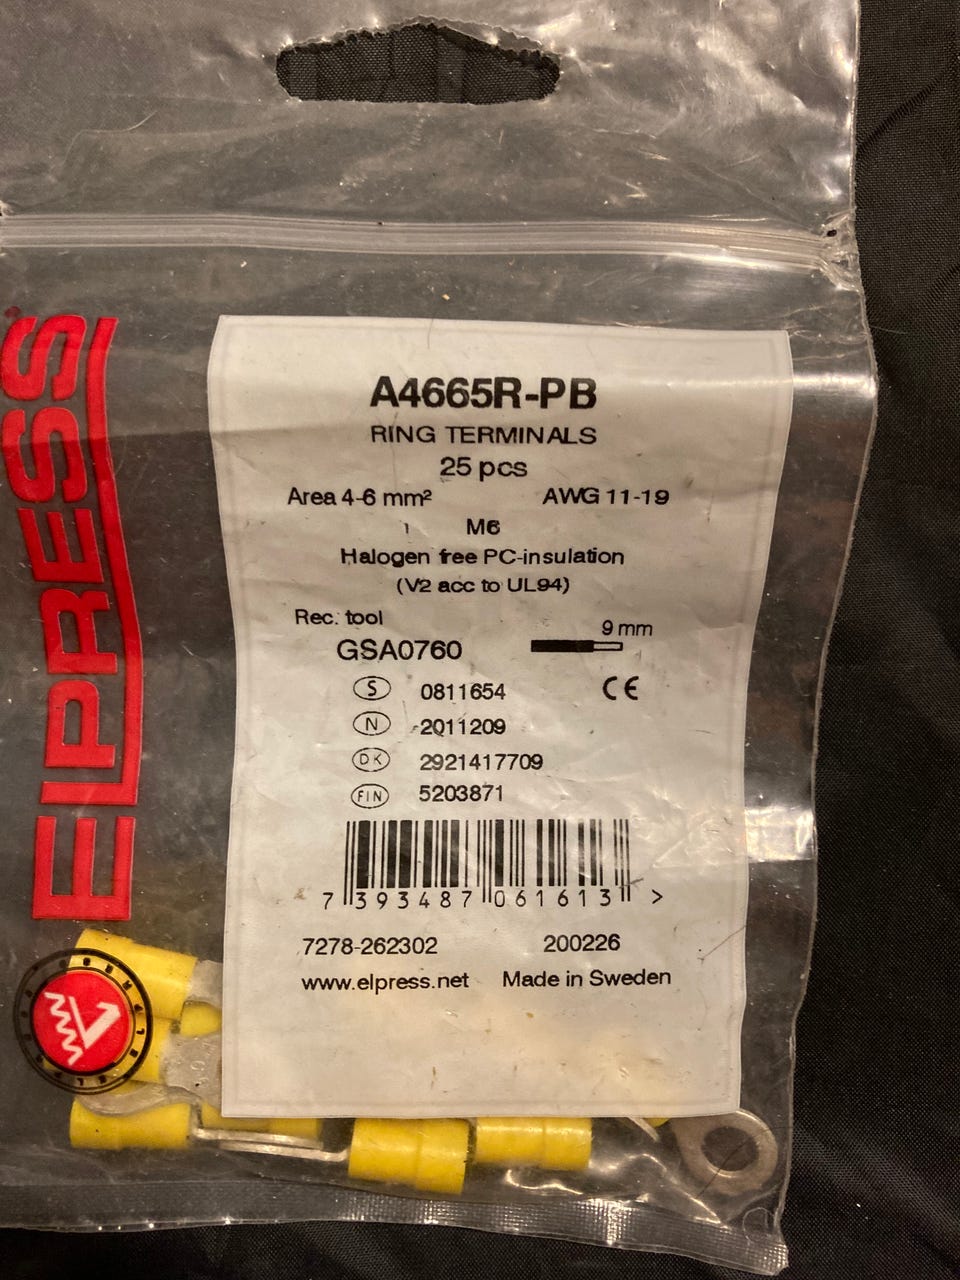 ELPRESS
A4665R-PB
RING TERMINALS
25 pcs
Area 4-6 mm² AWG 11-19
M6
Halogen free PC-insulation
(V2 acc to UL94)
Rec. tool
9 mm
GSA0760
S 0811654 CE
N 2011209
DK 2921417709
FIN 5203871
7 393487 061613 >
7278-262302 200226
www.elpress.net Made in Sweden